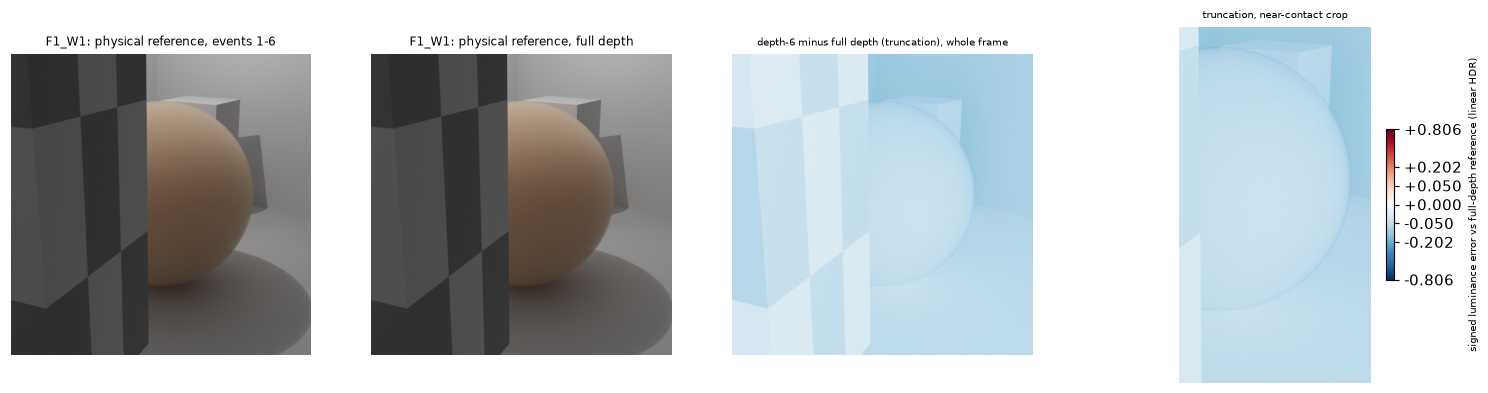 F1_W1: physical reference, events 1-6
F1_W1: physical reference, full depth
depth-6 minus full depth (truncation), whole frame
truncation, near-contact crop
+0.806
+0.202
+0.050
+0.000
-0.050
-0.202
-0.806
signed luminance error vs full-depth reference (linear HDR)